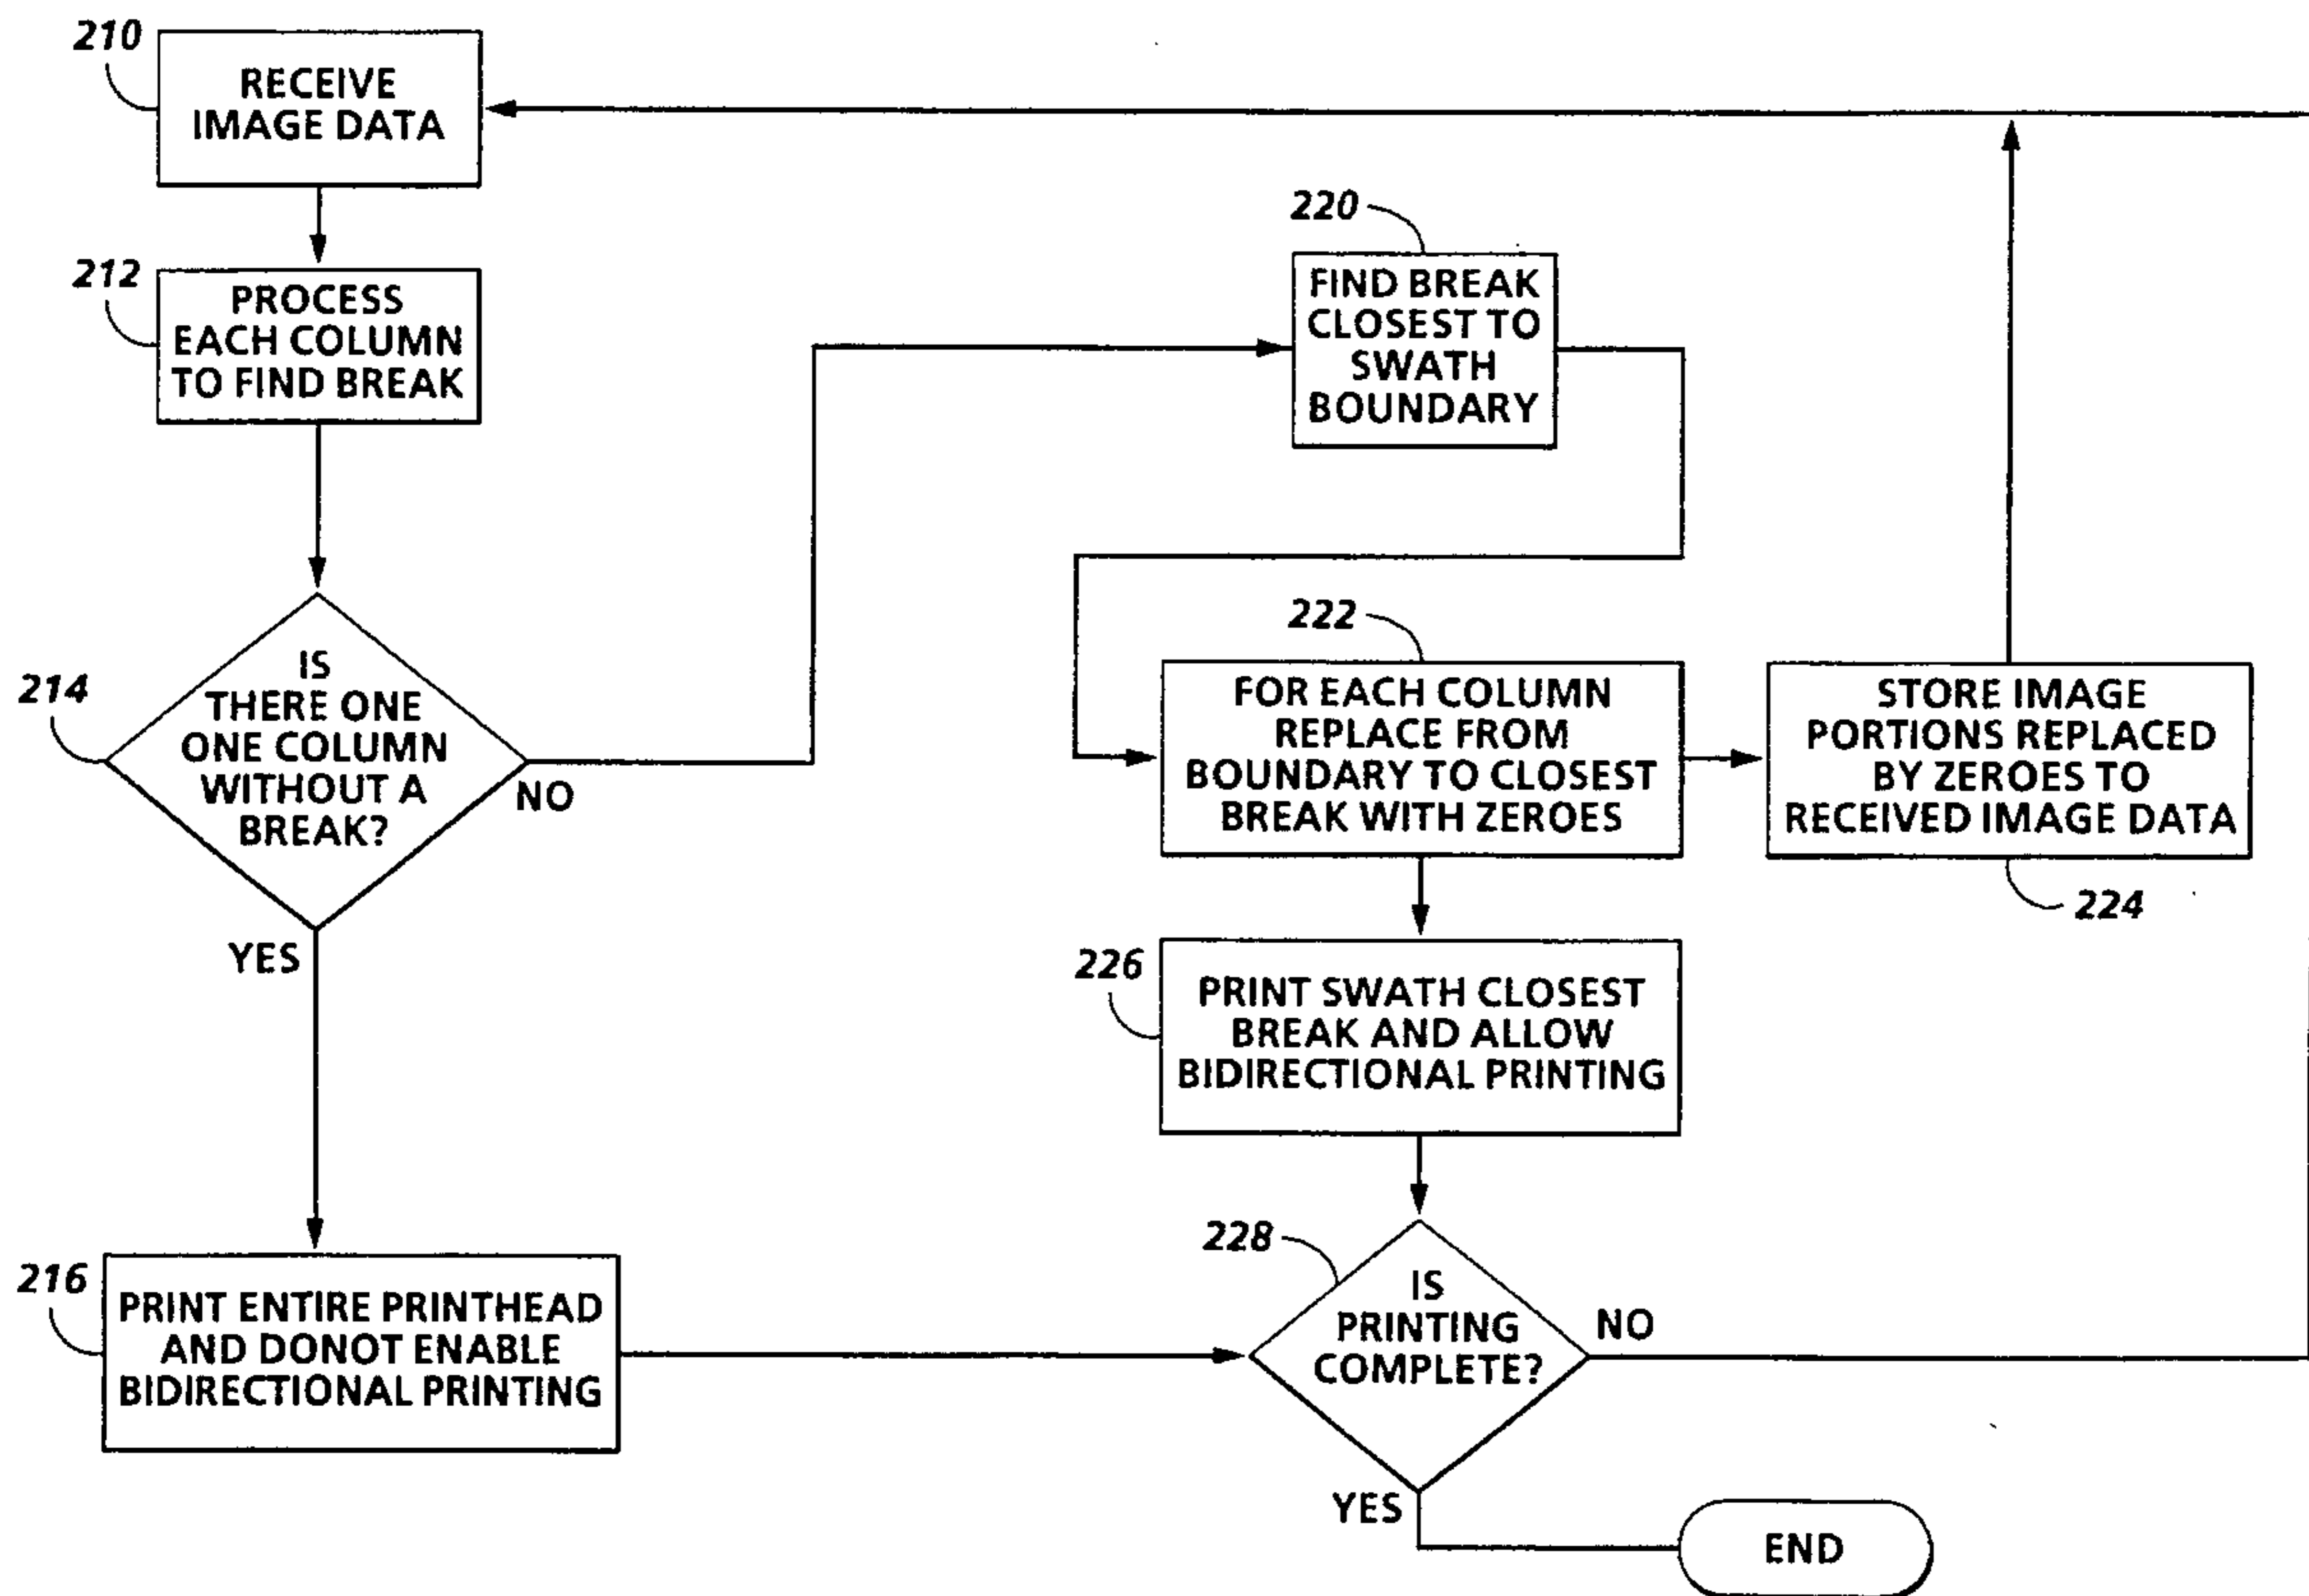 210
RECEIVE
IMAGE DATA
212
PROCESS
EACH COLUMN
TO FIND BREAK
214
IS
THERE ONE
ONE COLUMN
WITHOUT A
BREAK?
NO
YES
216
PRINT ENTIRE PRINTHEAD
AND DONOT ENABLE
BIDIRECTIONAL PRINTING
220
FIND BREAK
CLOSEST TO
SWATH
BOUNDARY
222
FOR EACH COLUMN
REPLACE FROM
BOUNDARY TO CLOSEST
BREAK WITH ZEROES
STORE IMAGE
PORTIONS REPLACED
BY ZEROES TO
RECEIVED IMAGE DATA
224
226
PRINT SWATH CLOSEST
BREAK AND ALLOW
BIDIRECTIONAL PRINTING
228
IS
PRINTING
COMPLETE?
NO
YES
END